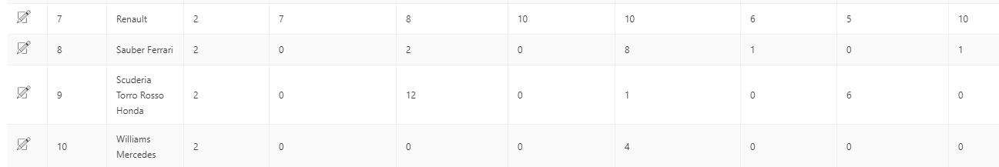 7 Renault 2 7 8 10 10 6 5 10
8 Sauber Ferrari 2 0 2 0 8 1 0 1
Scuderia
9 Torro Rosso 2 0 12 0 1 0 6 0
Honda
Williams
10 2 0 0 0 4 0 0 0
Mercedes